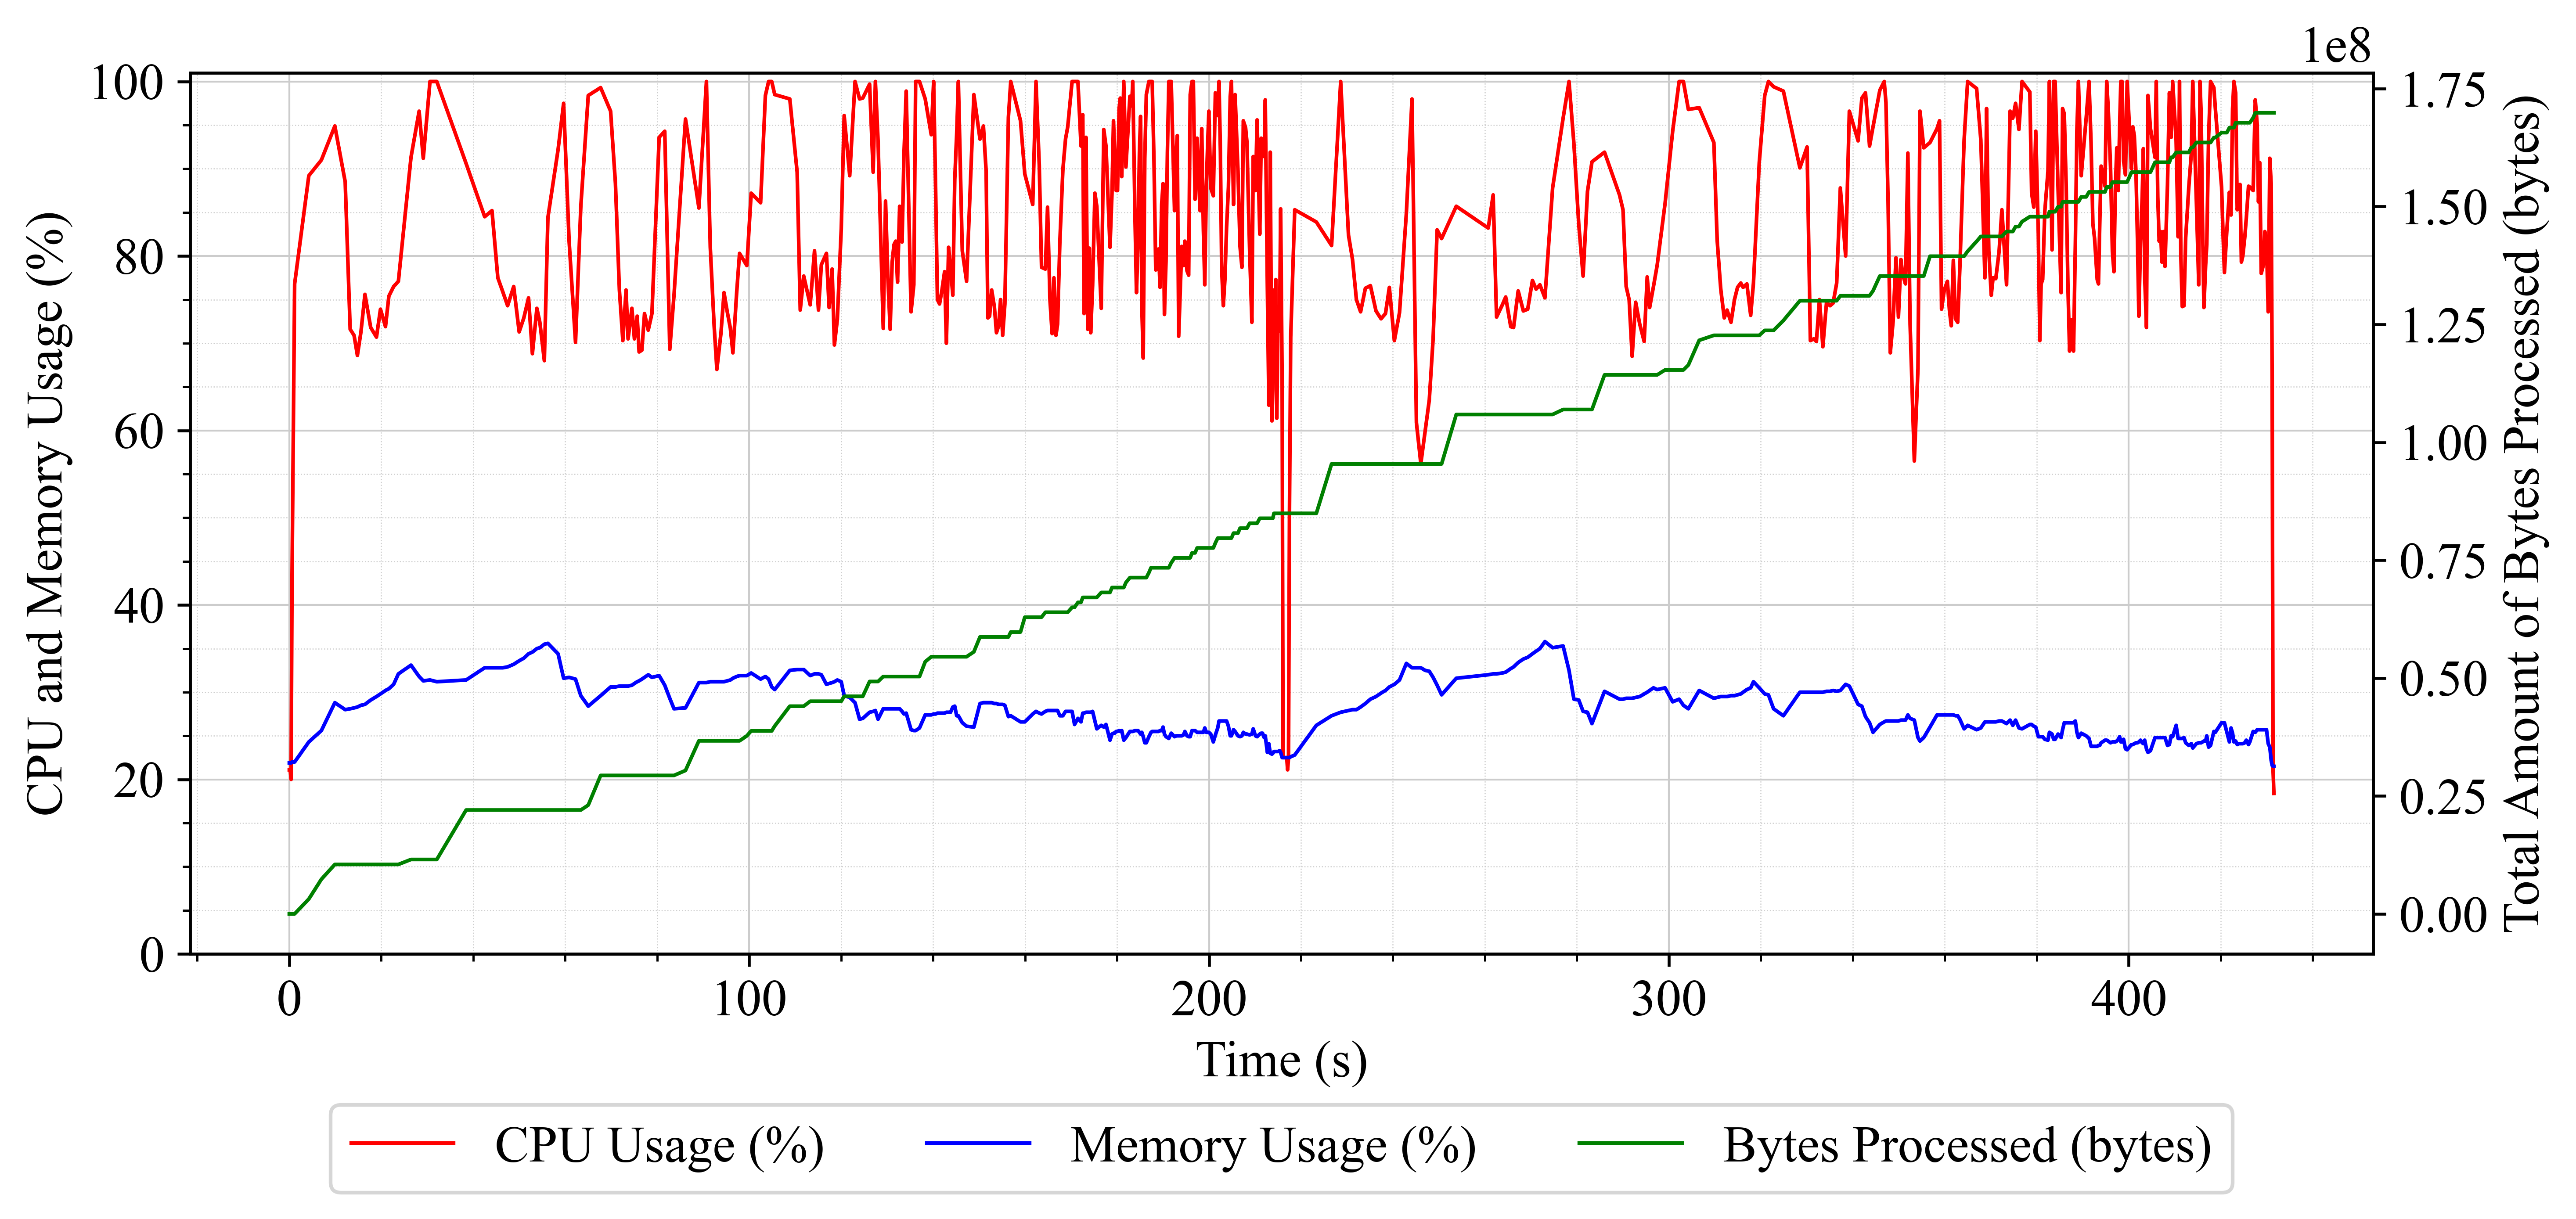 1e8
CPU and Memory Usage (%)
100
80
60
40
20
0
1.75
1.50
1.25
1.00
0.75
0.50
0.25
0.00
Total Amount of Bytes Processed (bytes)
0 100 200 300 400
Time (s)
CPU Usage (%) Memory Usage (%) Bytes Processed (bytes)